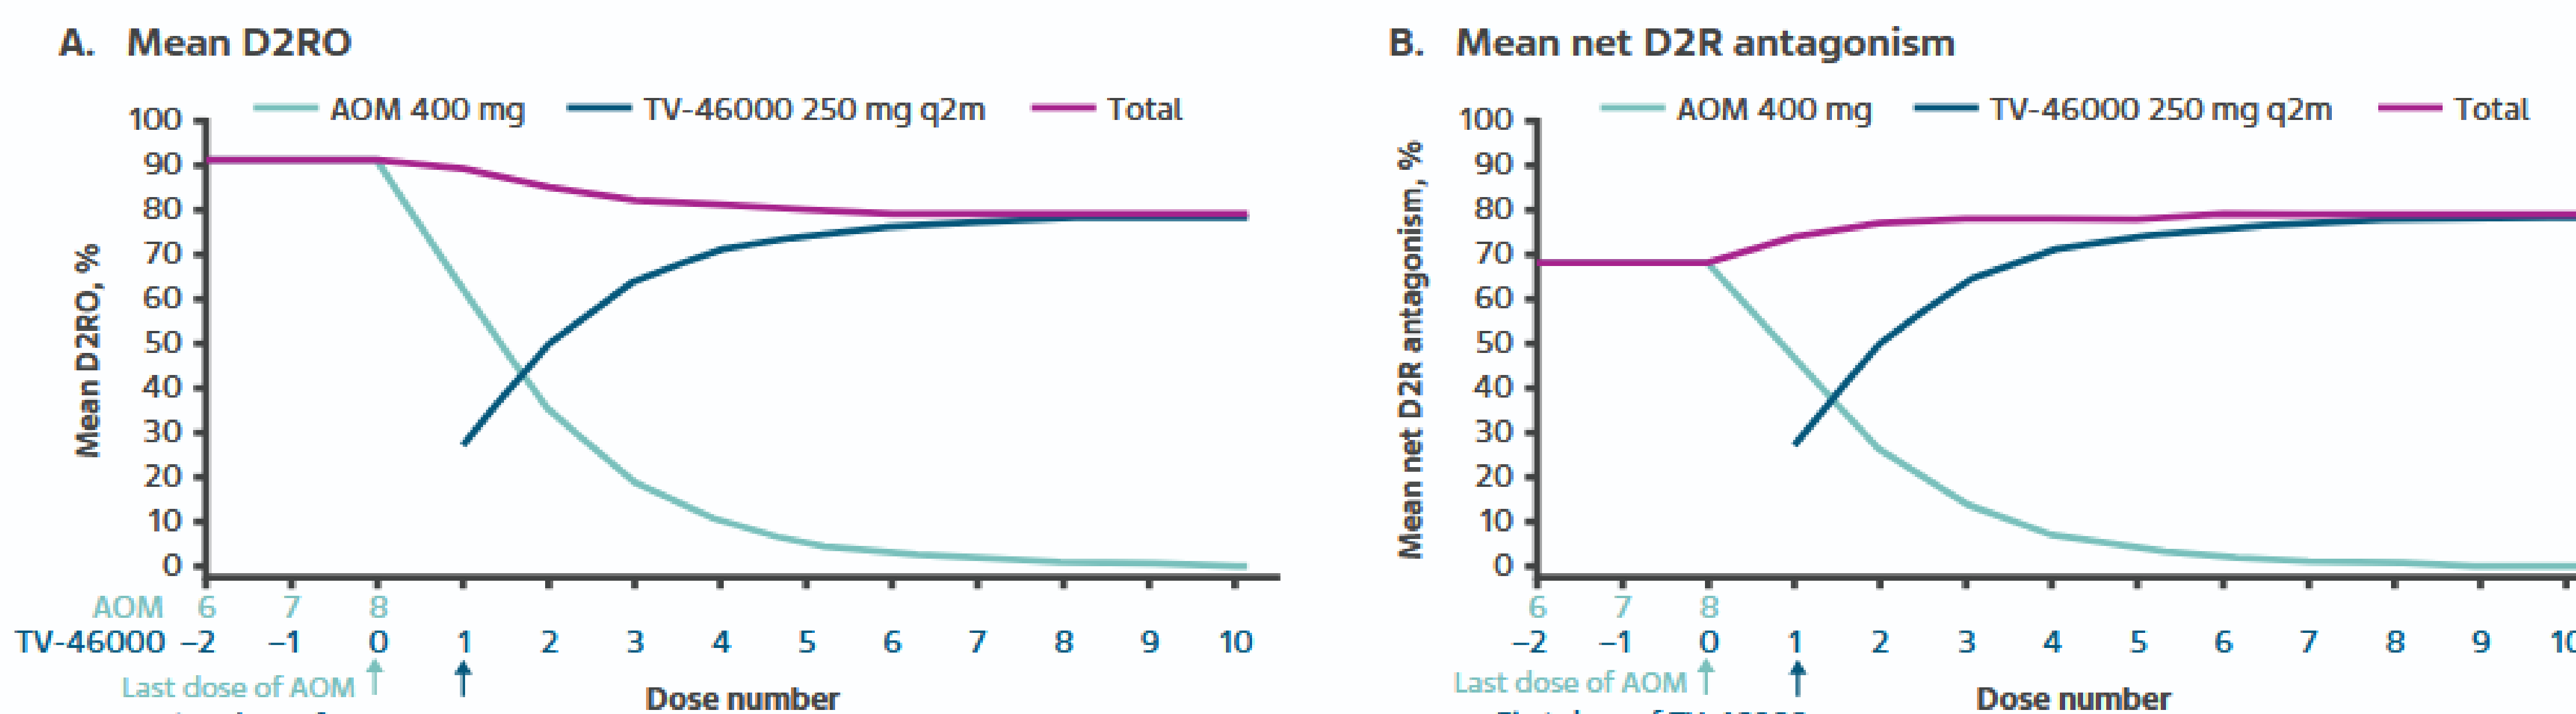 A. Mean D2RO
AOM 400 mg TV-46000 250 mg q2m Total
Mean D2RO, %
100
90
80
70
60
50
40
30
20
10
0
AOM 6 7 8
TV-46000 –2 –1 0 1 2 3 4 5 6 7 8 9 10
Last dose of AOM
Dose number
B. Mean net D2R antagonism
AOM 400 mg TV-46000 250 mg q2m Total
Mean net D2R antagonism, %
100
90
80
70
60
50
40
30
20
10
0
6 7 8
–2 –1 0 1 2 3 4 5 6 7 8 9 10
Last dose of AOM
Dose number